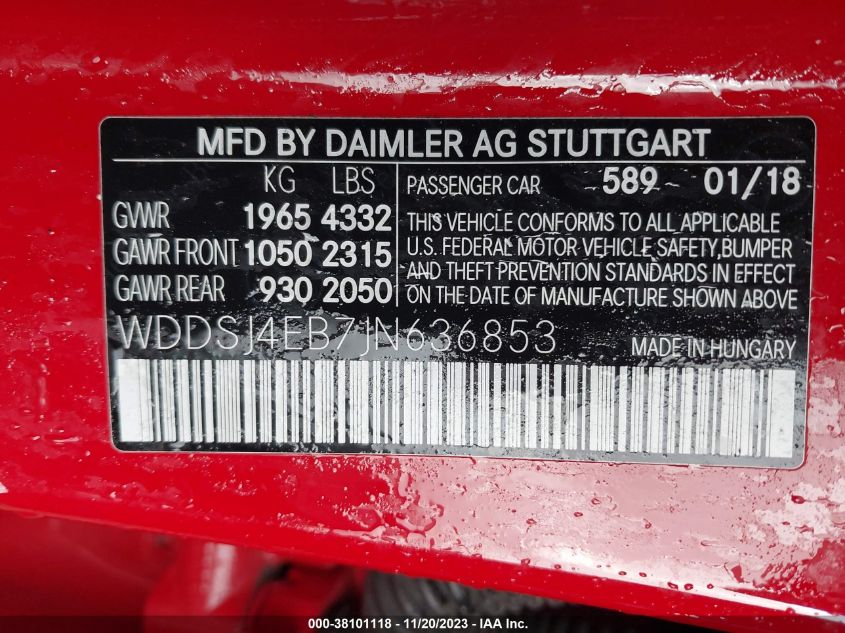 MFD BY DAIMLER AG STUTTGART
KG LBS
GVWR 1965 4332
GAWR FRONT 1050 2315
GAWR REAR 930 2050
PASSENGER CAR 589 01/18
THIS VEHICLE CONFORMS TO ALL APPLICABLE
U.S. FEDERAL MOTOR VEHICLE SAFETY, BUMPER
AND THEFT PREVENTION STANDARDS IN EFFECT
ON THE DATE OF MANUFACTURE SHOWN ABOVE
WDDSJ4EB7JN636853
MADE IN HUNGARY
000-38101118 - 11/20/2023 - IAA Inc.